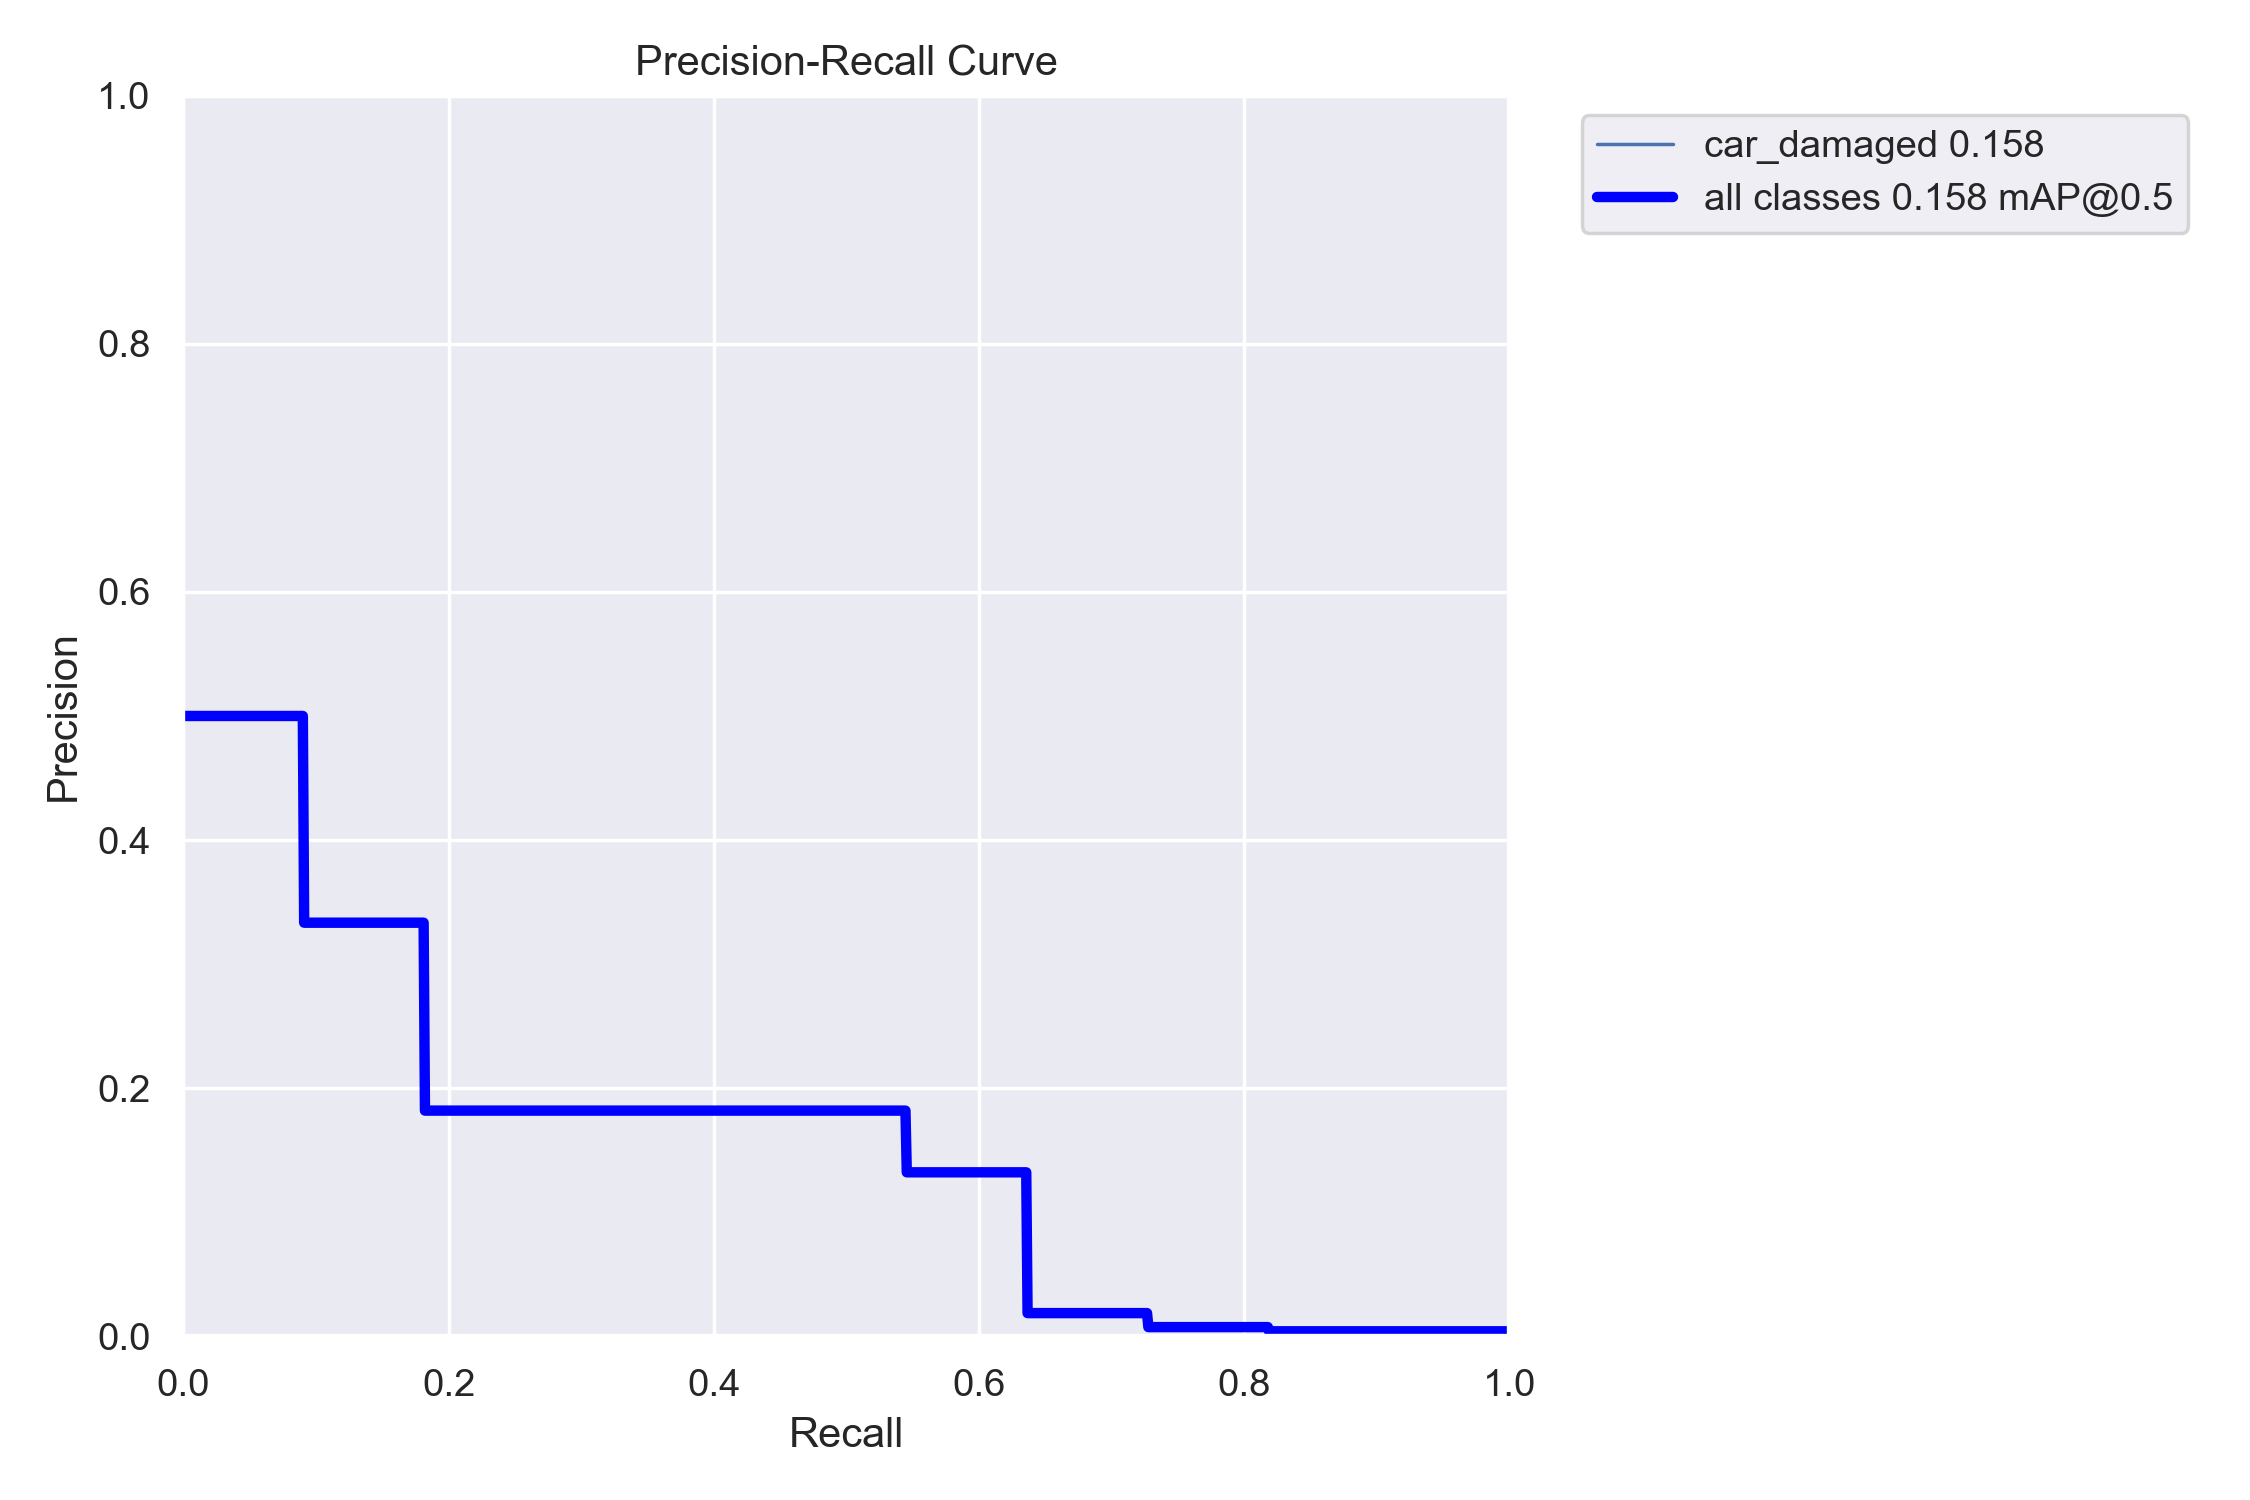 Precision-Recall Curve
1.0
0.8
0.6
0.4
0.2
0.0
Precision
0.0 0.2 0.4 0.6 0.8 1.0
Recall
car_damaged 0.158
all classes 0.158 mAP@0.5